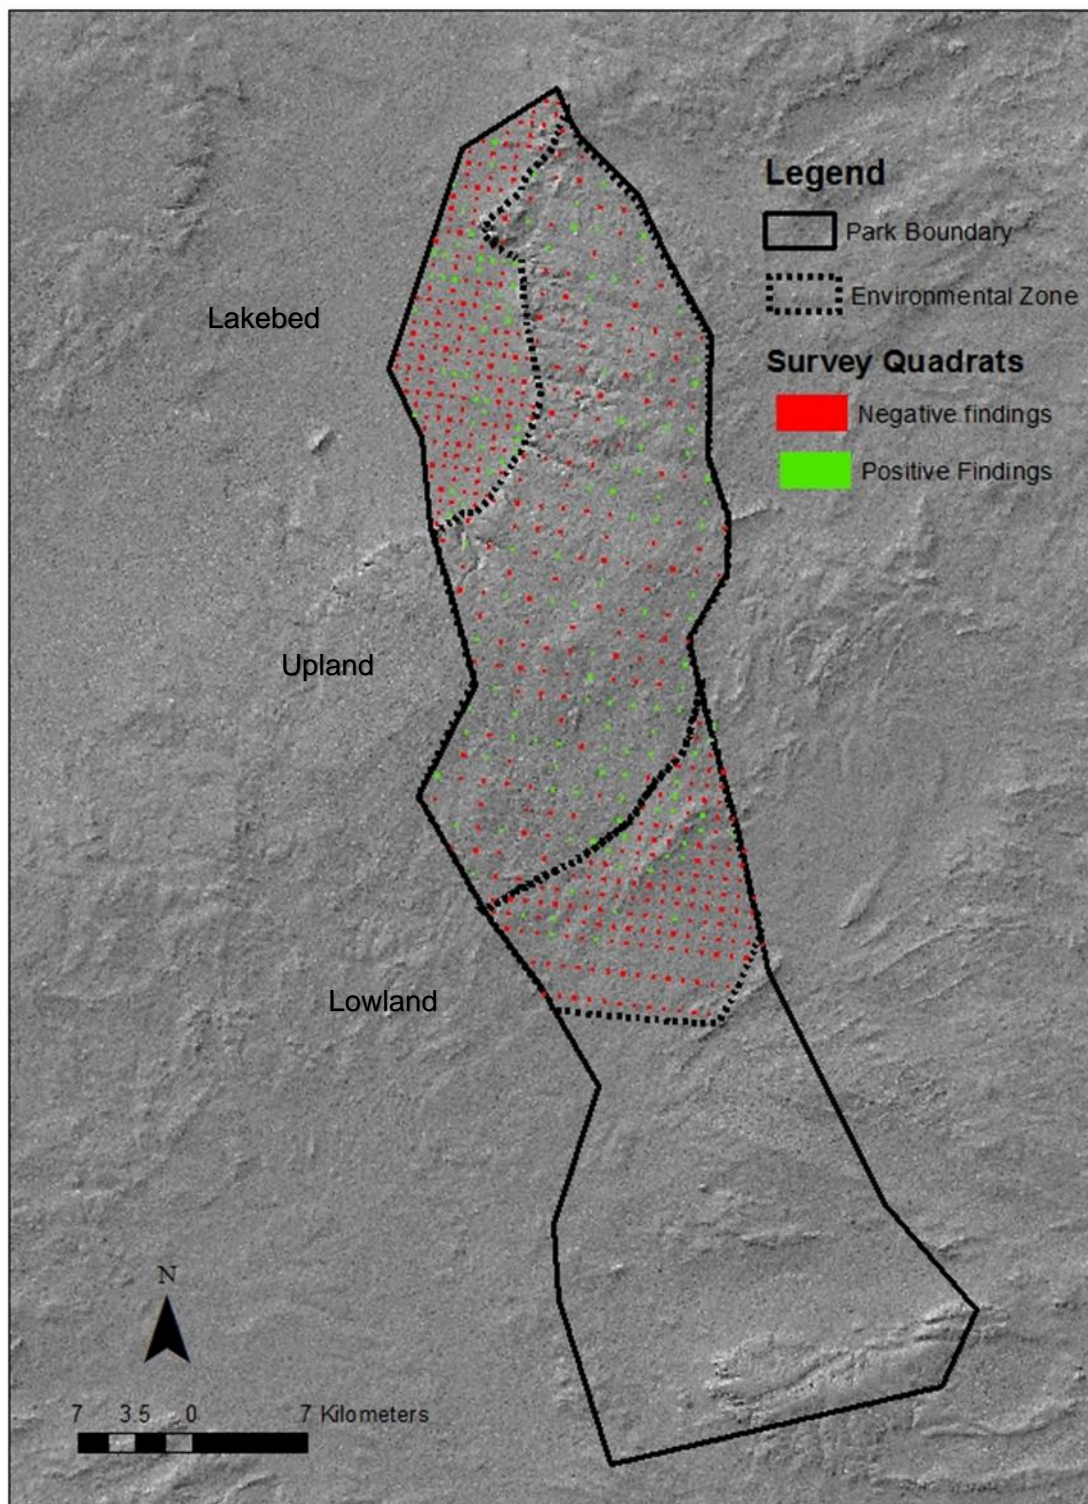 Legend
Park Boundary
Environmental Zone
Survey Quadrats
Negative findings
Positive Findings
Lakebed
Upland
Lowland
N
7 3.5 0 7 Kilometers